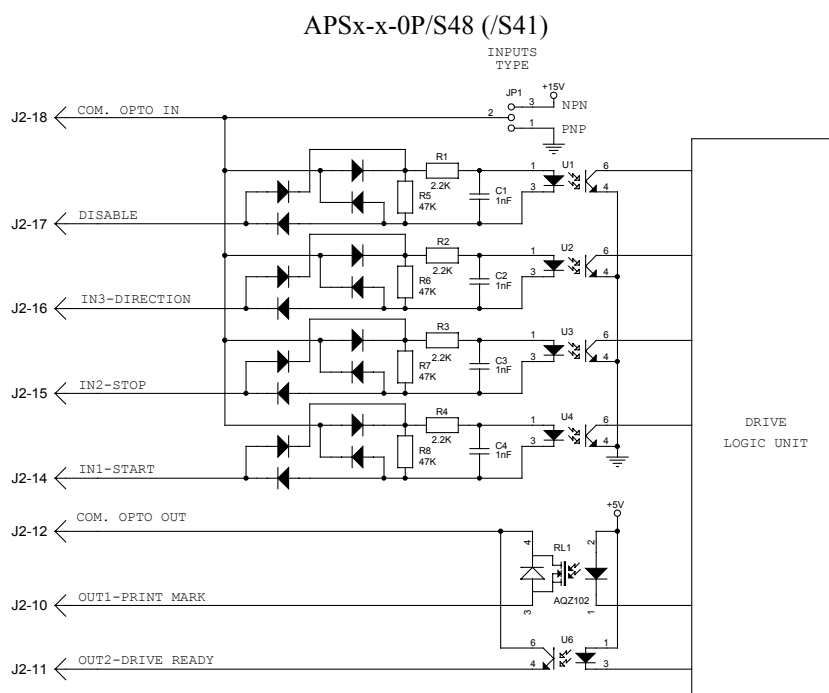 APSx-x-0P/S48 (/S41)
INPUTS
TYPE
+15V
JP1
3
NPN
J2-18
COM. OPTO IN
2
1
PNP
R1
2.2K
R5
47K
C1
1nF
1
3
U1
6
4
J2-17
DISABLE
R2
2.2K
R6
47K
C2
1nF
1
3
U2
6
4
J2-16
IN3-DIRECTION
R3
2.2K
R7
47K
C3
1nF
1
3
U3
6
4
J2-15
IN2-STOP
R4
2.2K
R8
47K
C4
1nF
1
3
U4
6
4
J2-14
IN1-START
DRIVE
LOGIC UNIT
J2-12
COM. OPTO OUT
+5V
4
RL1
2
AQZ102
3
1
J2-10
OUT1-PRINT MARK
6
U6
1
4
3
J2-11
OUT2-DRIVE READY